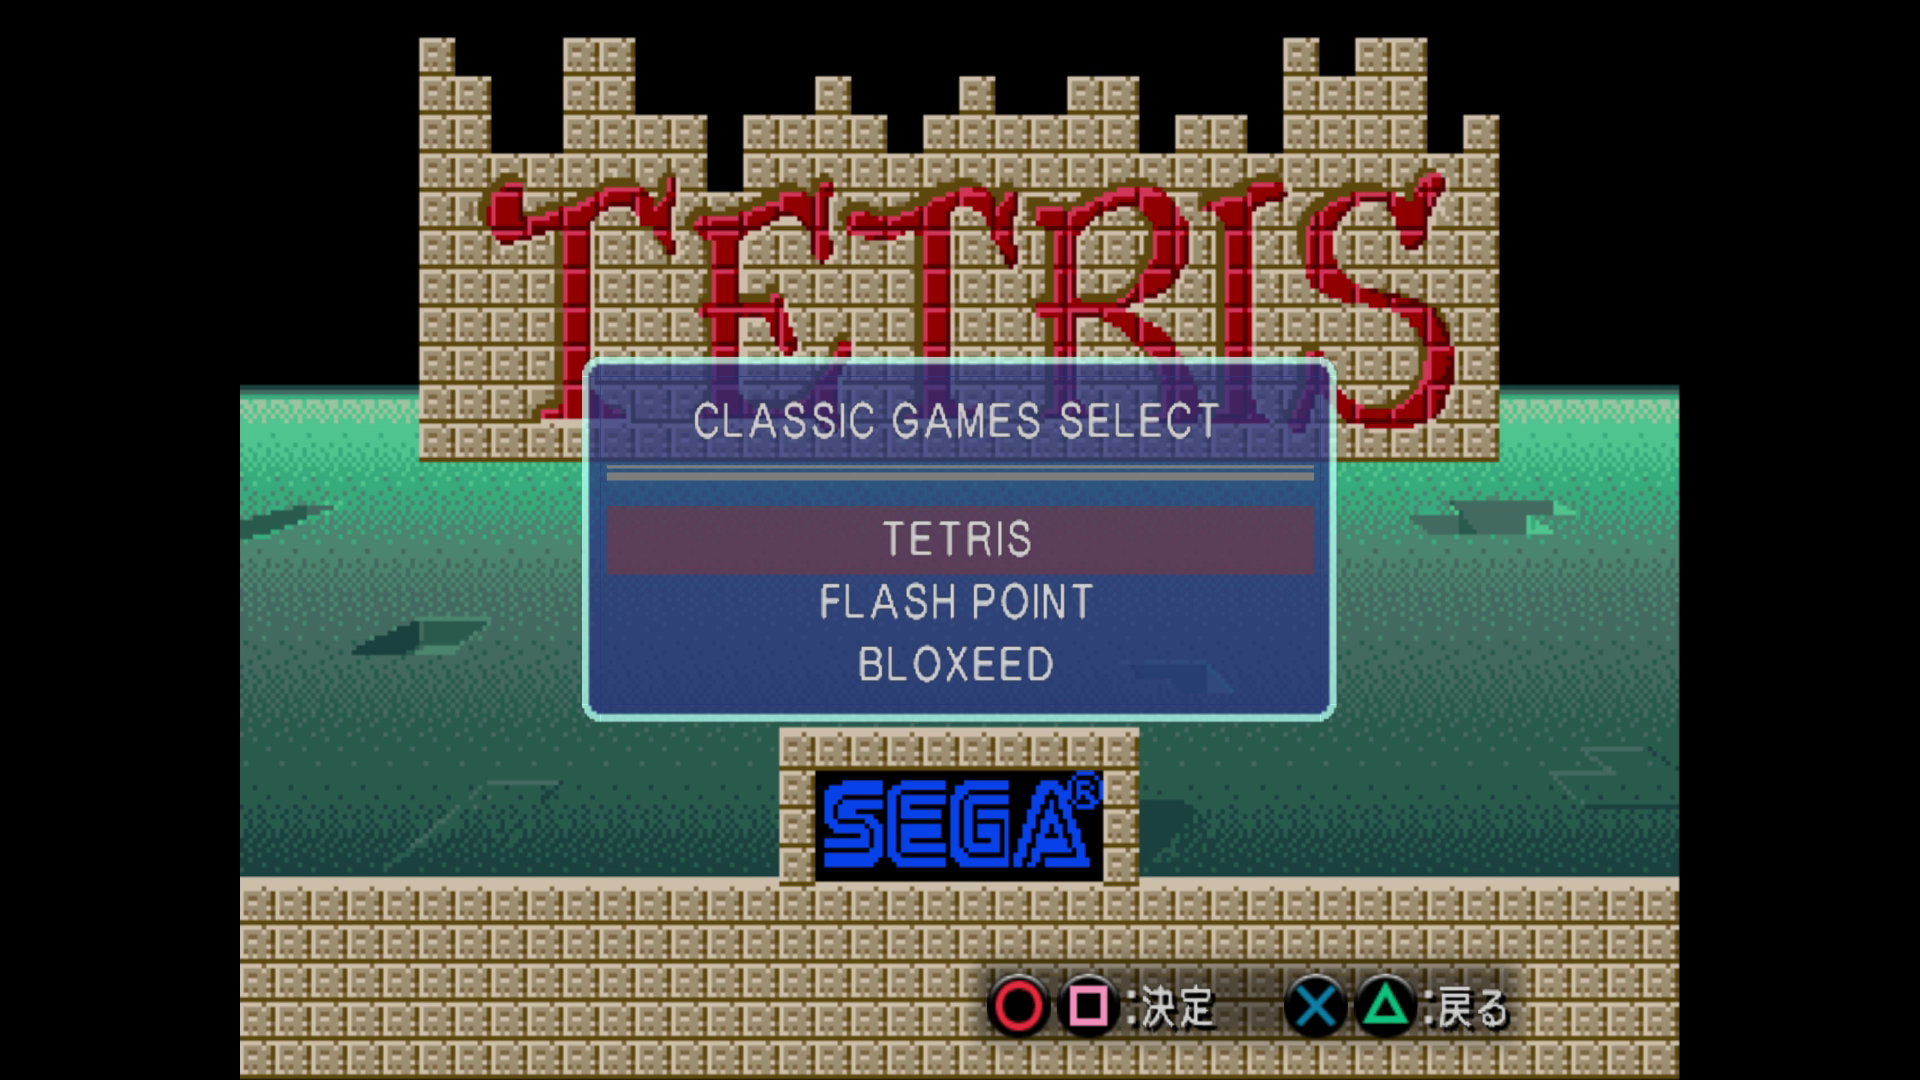 TETRIS
CLASSIC GAMES SELECT
TETRIS
FLASH POINT
BLOXEED
SEGA®
:決定 :戻る